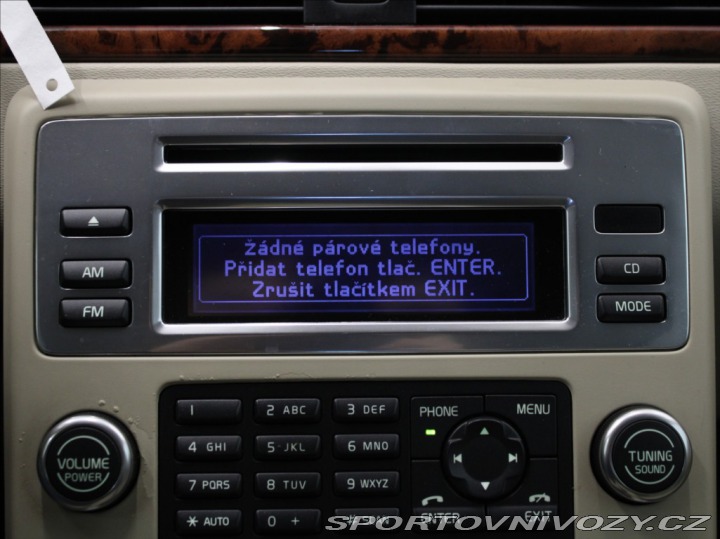 Žádné párové telefony.
Přidat telefon tlač. ENTER.
Zrušit tlačítkem EXIT.
AM
CD
FM
MODE
1
2 ABC
3 DEF
PHONE
MENU
4 GHI
5 JKL
6 MNO
VOLUME
POWER
TUNING
SOUND
7 PQRS
8 TUV
9 WXYZ
* AUTO
0 +
# SCAN
ENTER
EXIT
SPORTOVNIVOZY.CZ